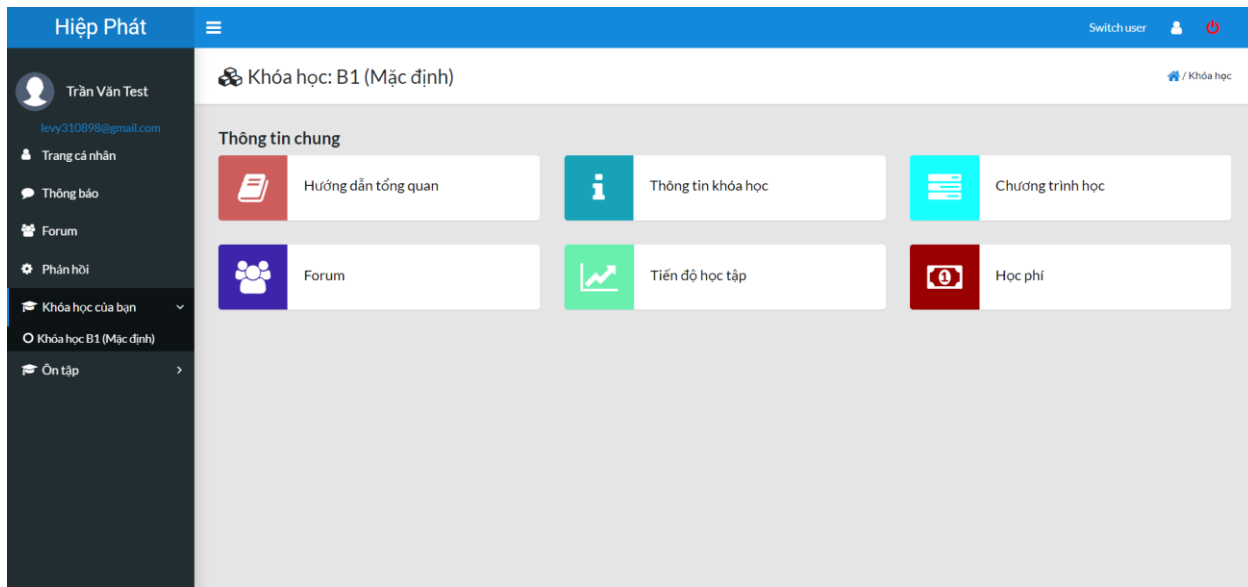 Hiệp Phát
Switch user
Trần Văn Test
levy310898@gmail.com
Trang cá nhân
Thông báo
Forum
Phản hồi
Khóa học của bạn
Khóa học B1 (Mặc định)
Ôn tập
Khóa học: B1 (Mặc định)
/ Khóa học
Thông tin chung
Hướng dẫn tổng quan
Thông tin khóa học
Chương trình học
Forum
Tiến độ học tập
Học phí